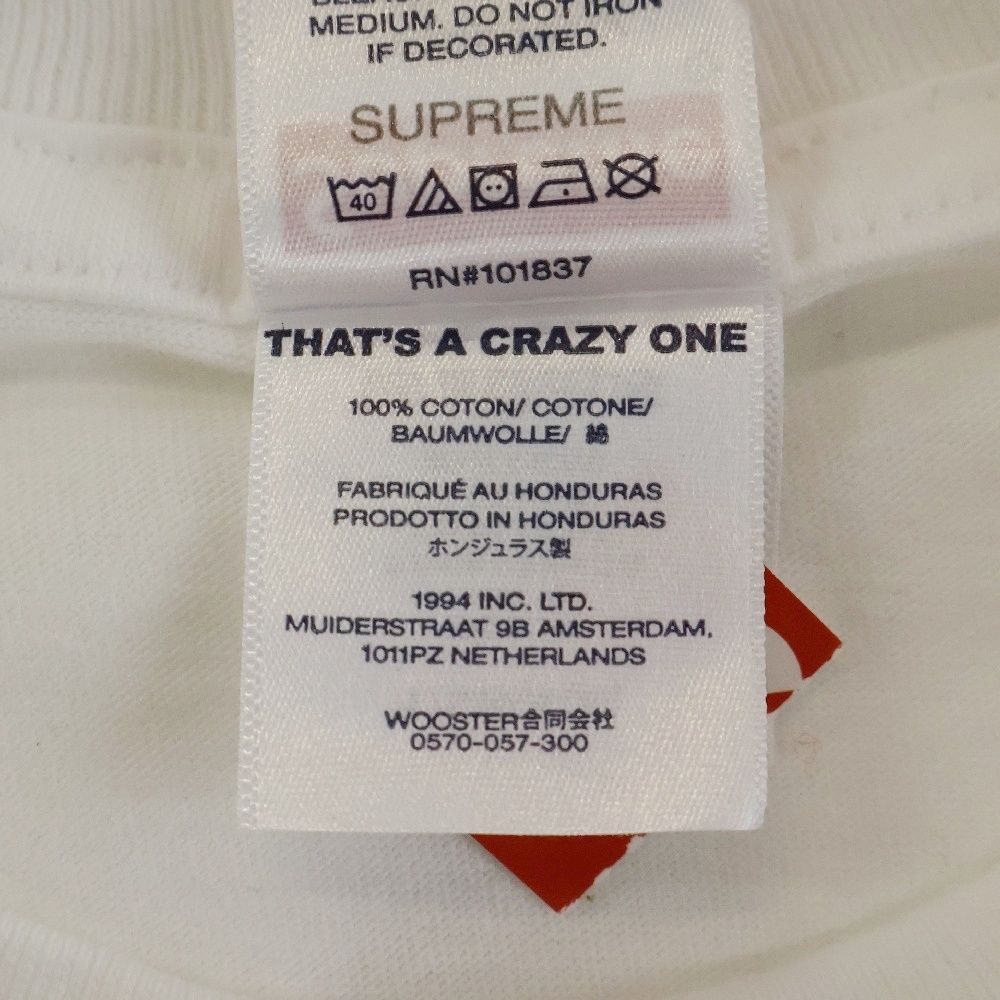 MEDIUM. DO NOT IRON
IF DECORATED.
SUPREME
40
RN#101837
THAT'S A CRAZY ONE
100% COTON/ COTONE/
BAUMWOLLE/ 綿
FABRIQUÉ AU HONDURAS
PRODOTTO IN HONDURAS
ホンジュラス製
1994 INC. LTD.
MUIDERSTRAAT 9B AMSTERDAM,
1011PZ NETHERLANDS
WOOSTER合同会社
0570-057-300